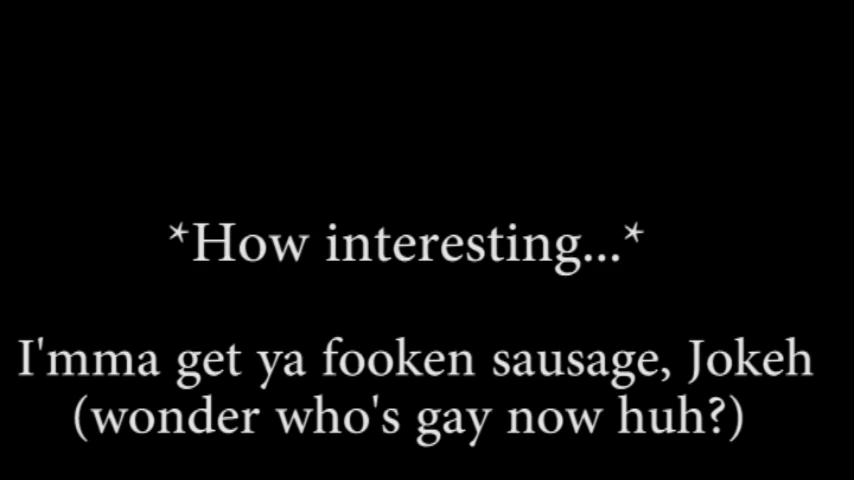 *How interesting...*
I'mma get ya fooken sausage, Jokeh
(wonder who's gay now huh?)